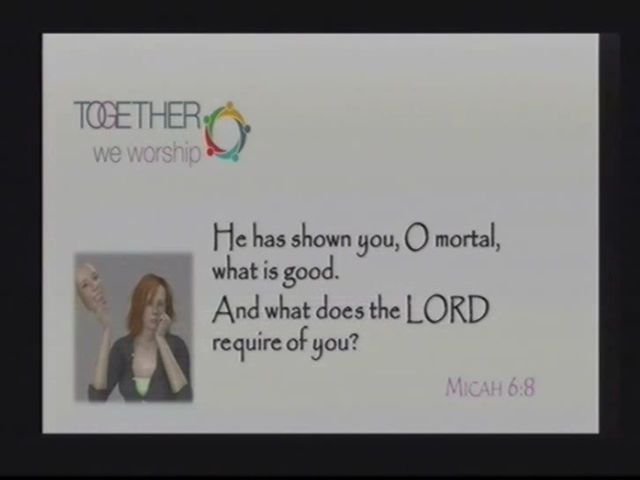 TOGETHER
we worship
He has shown you, O mortal,
what is good.
And what does the LORD
require of you?
MICAH 6:8